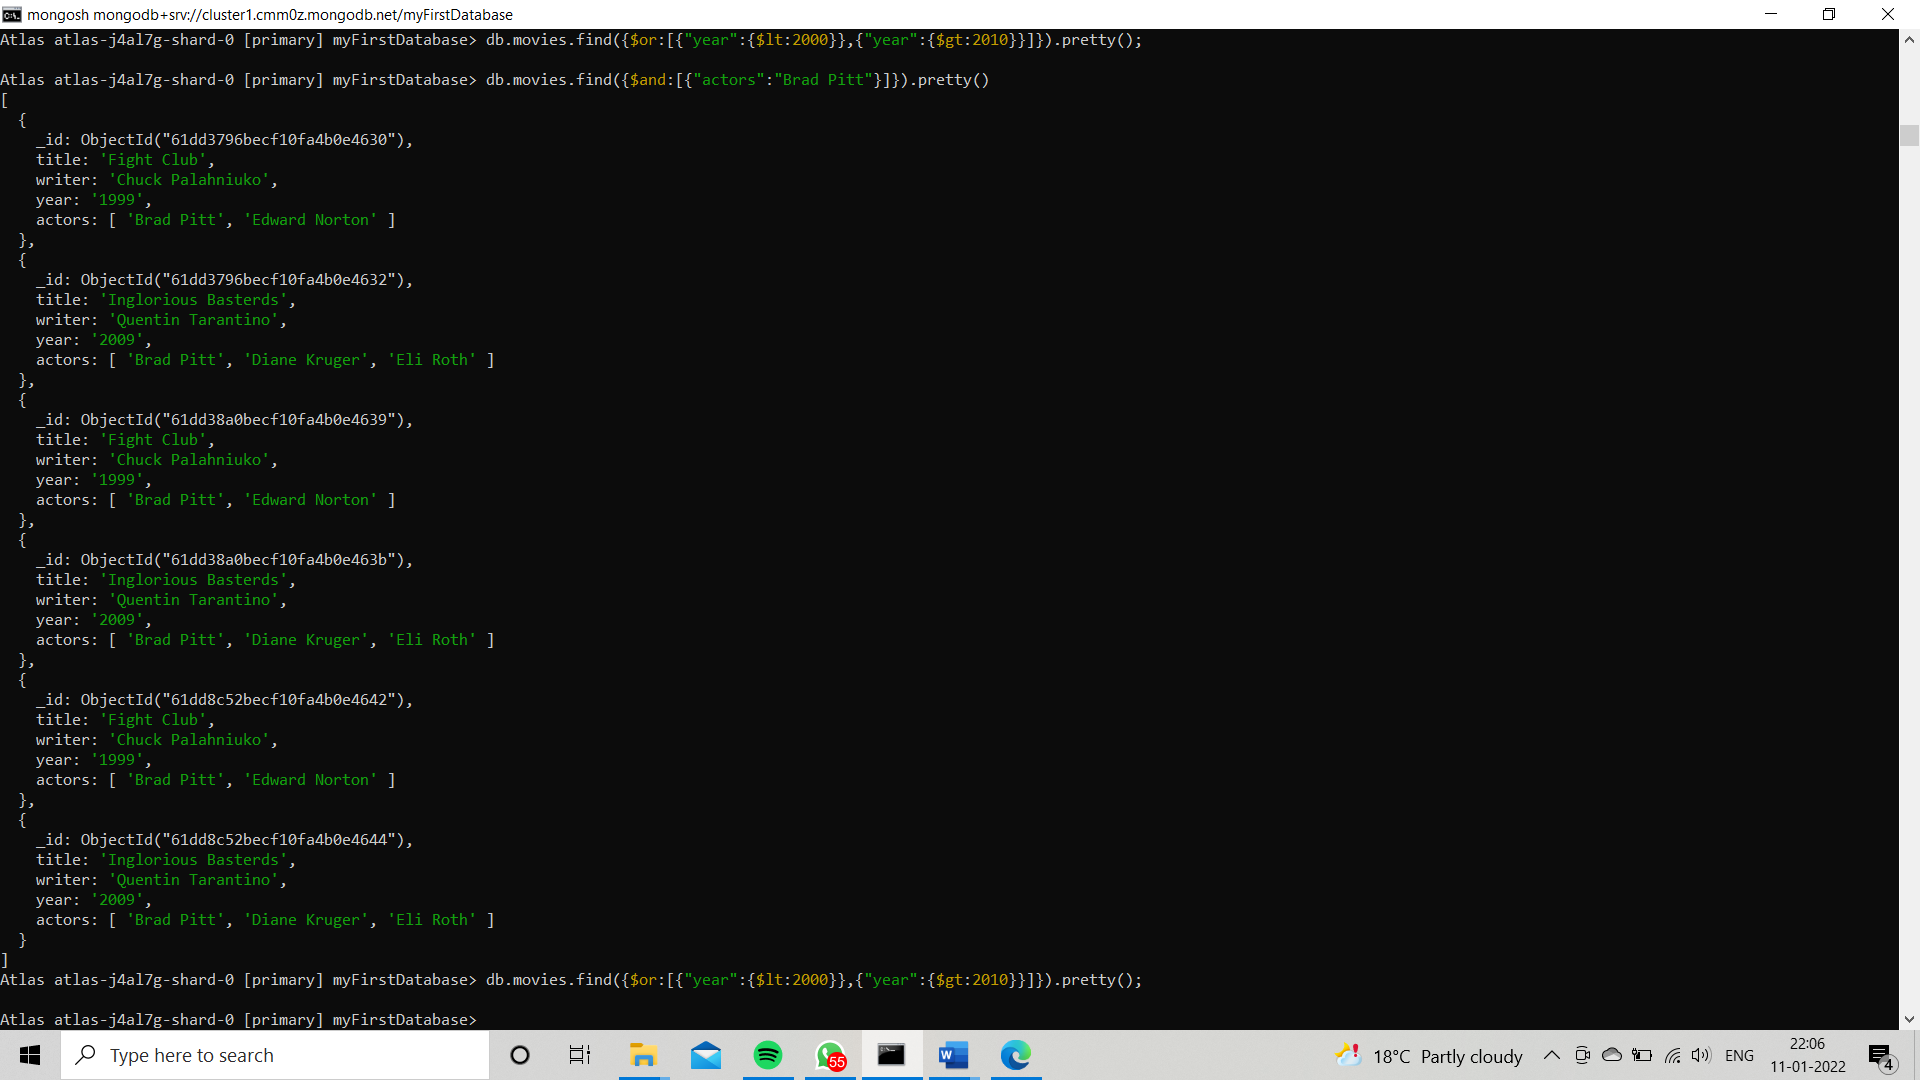 mongosh mongodb+srv://cluster1.cmm0z.mongodb.net/myFirstDatabase
Atlas atlas-j4al7g-shard-0 [primary] myFirstDatabase> db.movies.find({$or:[{"year":{$lt:2000}},{"year":{$gt:2010}}]}).pretty();
Atlas atlas-j4al7g-shard-0 [primary] myFirstDatabase> db.movies.find({$and:[{"actors":"Brad Pitt"}]}).pretty()
[
  {
    _id: ObjectId("61dd3796becf10fa4b0e4630"),
    title: 'Fight Club',
    writer: 'Chuck Palahniuko',
    year: '1999',
    actors: [ 'Brad Pitt', 'Edward Norton' ]
  },
  {
    _id: ObjectId("61dd3796becf10fa4b0e4632"),
    title: 'Inglorious Basterds',
    writer: 'Quentin Tarantino',
    year: '2009',
    actors: [ 'Brad Pitt', 'Diane Kruger', 'Eli Roth' ]
  },
  {
    _id: ObjectId("61dd38a0becf10fa4b0e4639"),
    title: 'Fight Club',
    writer: 'Chuck Palahniuko',
    year: '1999',
    actors: [ 'Brad Pitt', 'Edward Norton' ]
  },
  {
    _id: ObjectId("61dd38a0becf10fa4b0e463b"),
    title: 'Inglorious Basterds',
    writer: 'Quentin Tarantino',
    year: '2009',
    actors: [ 'Brad Pitt', 'Diane Kruger', 'Eli Roth' ]
  },
  {
    _id: ObjectId("61dd8c52becf10fa4b0e4642"),
    title: 'Fight Club',
    writer: 'Chuck Palahniuko',
    year: '1999',
    actors: [ 'Brad Pitt', 'Edward Norton' ]
  },
  {
    _id: ObjectId("61dd8c52becf10fa4b0e4644"),
    title: 'Inglorious Basterds',
    writer: 'Quentin Tarantino',
    year: '2009',
    actors: [ 'Brad Pitt', 'Diane Kruger', 'Eli Roth' ]
  }
]
Atlas atlas-j4al7g-shard-0 [primary] myFirstDatabase> db.movies.find({$or:[{"year":{$lt:2000}},{"year":{$gt:2010}}]}).pretty();
Atlas atlas-j4al7g-shard-0 [primary] myFirstDatabase>
Type here to search
55
18°C Partly cloudy
ENG
22:06
11-01-2022
4